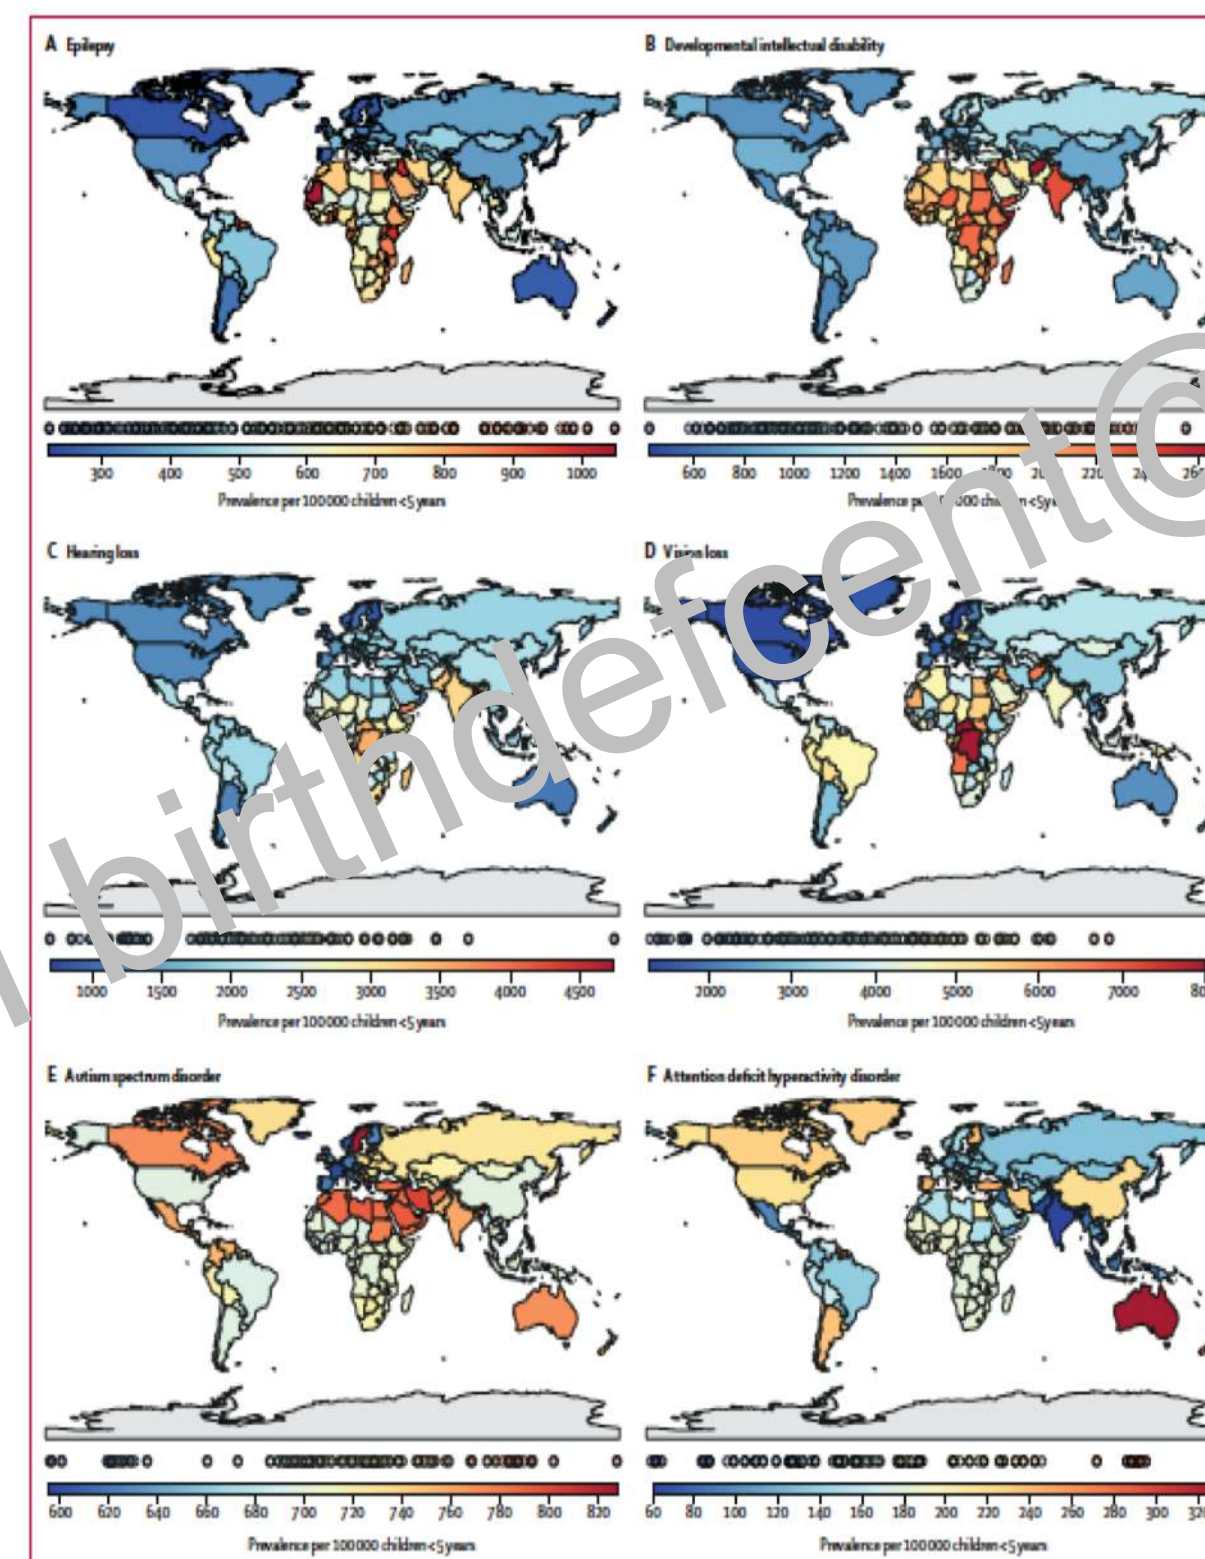 A Epilepsy
B Developmental intellectual disability
300 400 500 600 700 800 900 1000
600 800 1000 1200 1400 1600
Prevalence per 100 000 children <5 years
Prevalence per
C Hearing loss
D Vision loss
1000 1500 2000 2500 3000 3500 4000 4500
2000 3000 4000 5000 6000 7000
Prevalence per 100 000 children <5 years
Prevalence per 100 000 children <5 years
birthdefcent©
E Autism spectrum disorder
F Attention deficit hyperactivity disorder
600 620 640 660 680 700 720 740 760 780 800 820
60 80 100 120 140 160 180 200 220 240 260 280 300
Prevalence per 100 000 children <5 years
Prevalence per 100 000 children <5 years